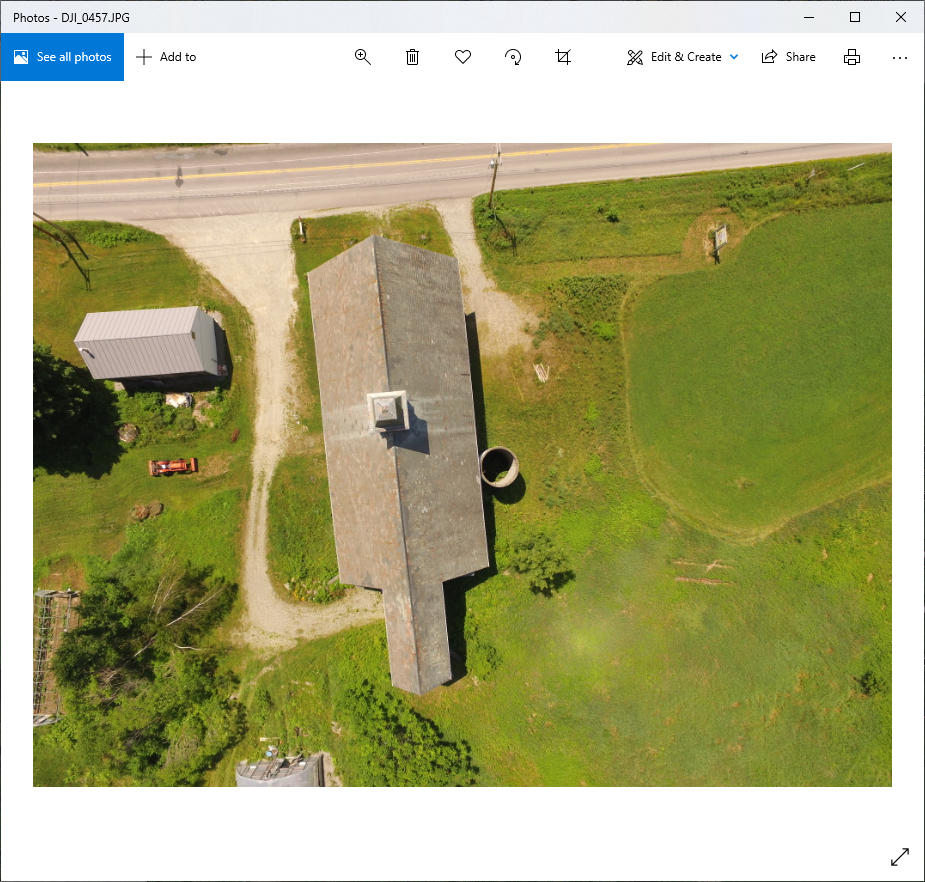 Photos - DJI_0457.JPG
See all photos
Add to
Edit & Create
Share